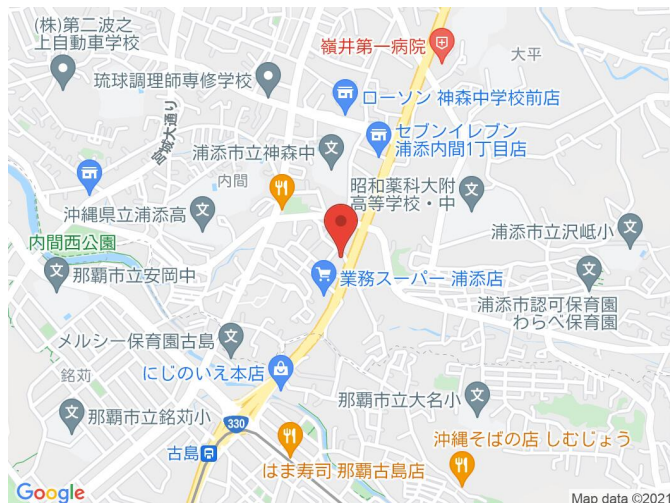 (株)第二波之
上自動車学校
嶺井第一病院
大平
琉球調理師専修学校
ローソン 神森中学校前店
宮城大通り
セブンイレブン
浦添内間1丁目店
浦添市立神森中
内間
昭和薬科大附
高等学校・中
沖縄県立浦添高
浦添市立沢岻小
内間西公園
那覇市立安岡中
業務スーパー 浦添店
浦添市認可保育園
わらべ保育園
メルシー保育園古島
にじのいえ本店
銘苅
那覇市立大名小
那覇市立銘苅小
330
沖縄そばの店 しむじょう
古島
はま寿司 那覇古島店
Google
Map data ©202